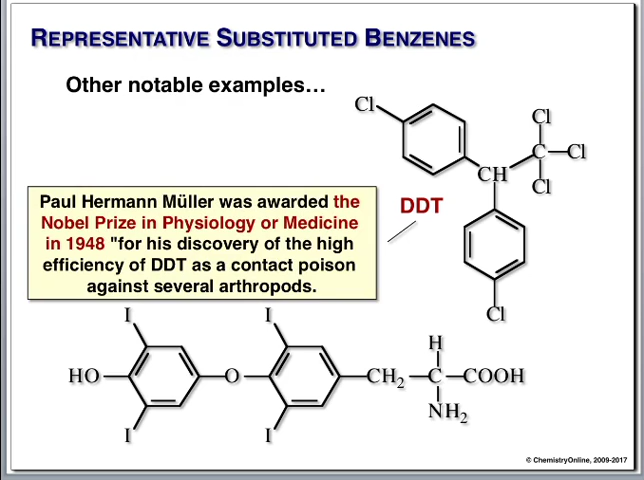 REPRESENTATIVE SUBSTITUTED BENZENES
Other notable examples…
Cl
Cl
C—Cl
Cl
CH
DDT
Cl
Paul Hermann Müller was awarded the
Nobel Prize in Physiology or Medicine
in 1948 "for his discovery of the high
efficiency of DDT as a contact poison
against several arthropods.
I I
H
HO O CH₂—C—COOH
NH₂
I I
© ChemistryOnline, 2009-2017